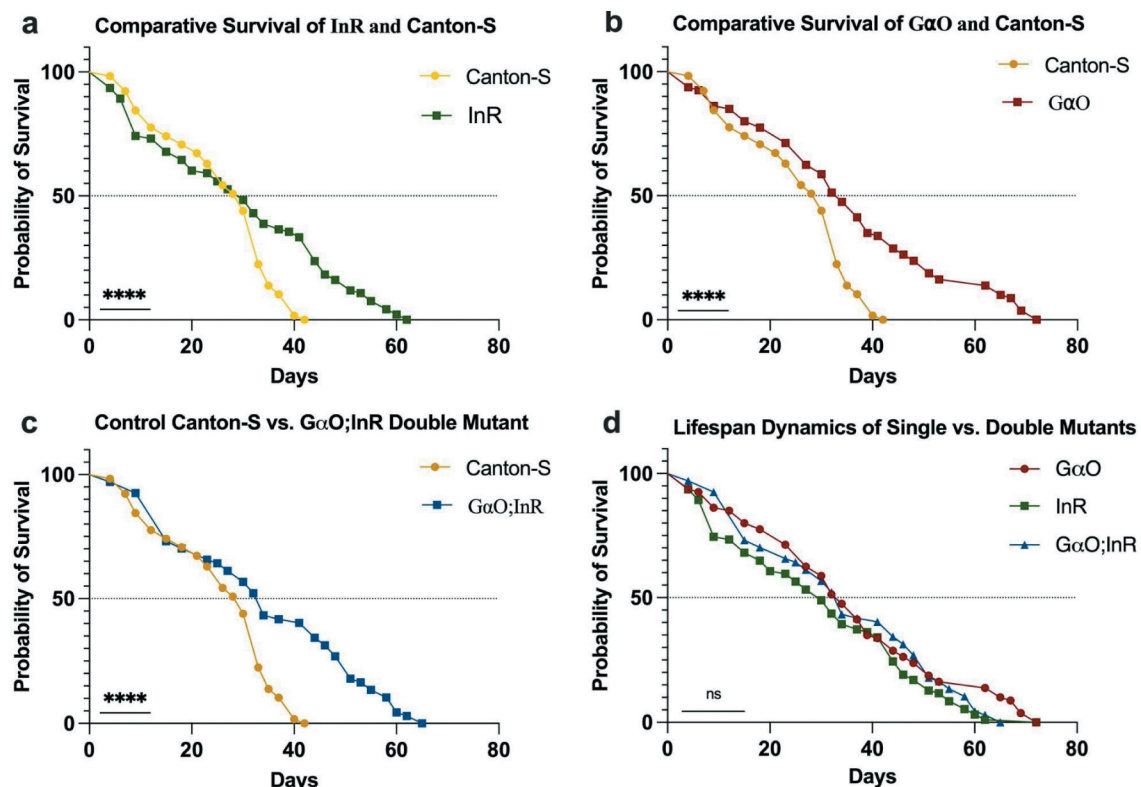 a
Comparative Survival of InR and Canton-S
Probability of Survival
100
50
0
Canton-S
InR
****
0 20 40 60 80
Days
b
Comparative Survival of GαO and Canton-S
Probability of Survival
100
50
0
Canton-S
GαO
****
0 20 40 60 80
Days
c
Control Canton-S vs. GαO;InR Double Mutant
Probability of Survival
100
50
0
Canton-S
GαO;InR
****
0 20 40 60 80
Days
d
Lifespan Dynamics of Single vs. Double Mutants
Probability of Survival
100
50
0
GαO
InR
GαO;InR
ns
0 20 40 60 80
Days